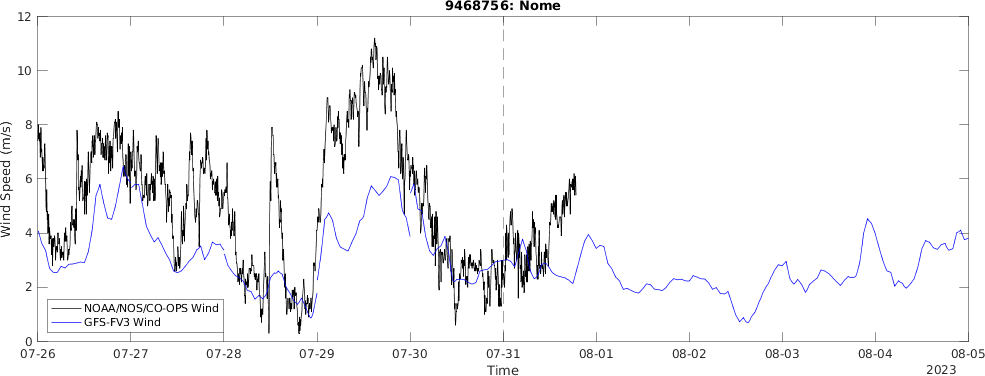 9468756: Nome
12
10
8
6
4
2
0
Wind Speed (m/s)
NOAA/NOS/CO-OPS Wind
GFS-FV3 Wind
07-26 07-27 07-28 07-29 07-30 07-31 08-01 08-02 08-03 08-04 08-05
Time
2023